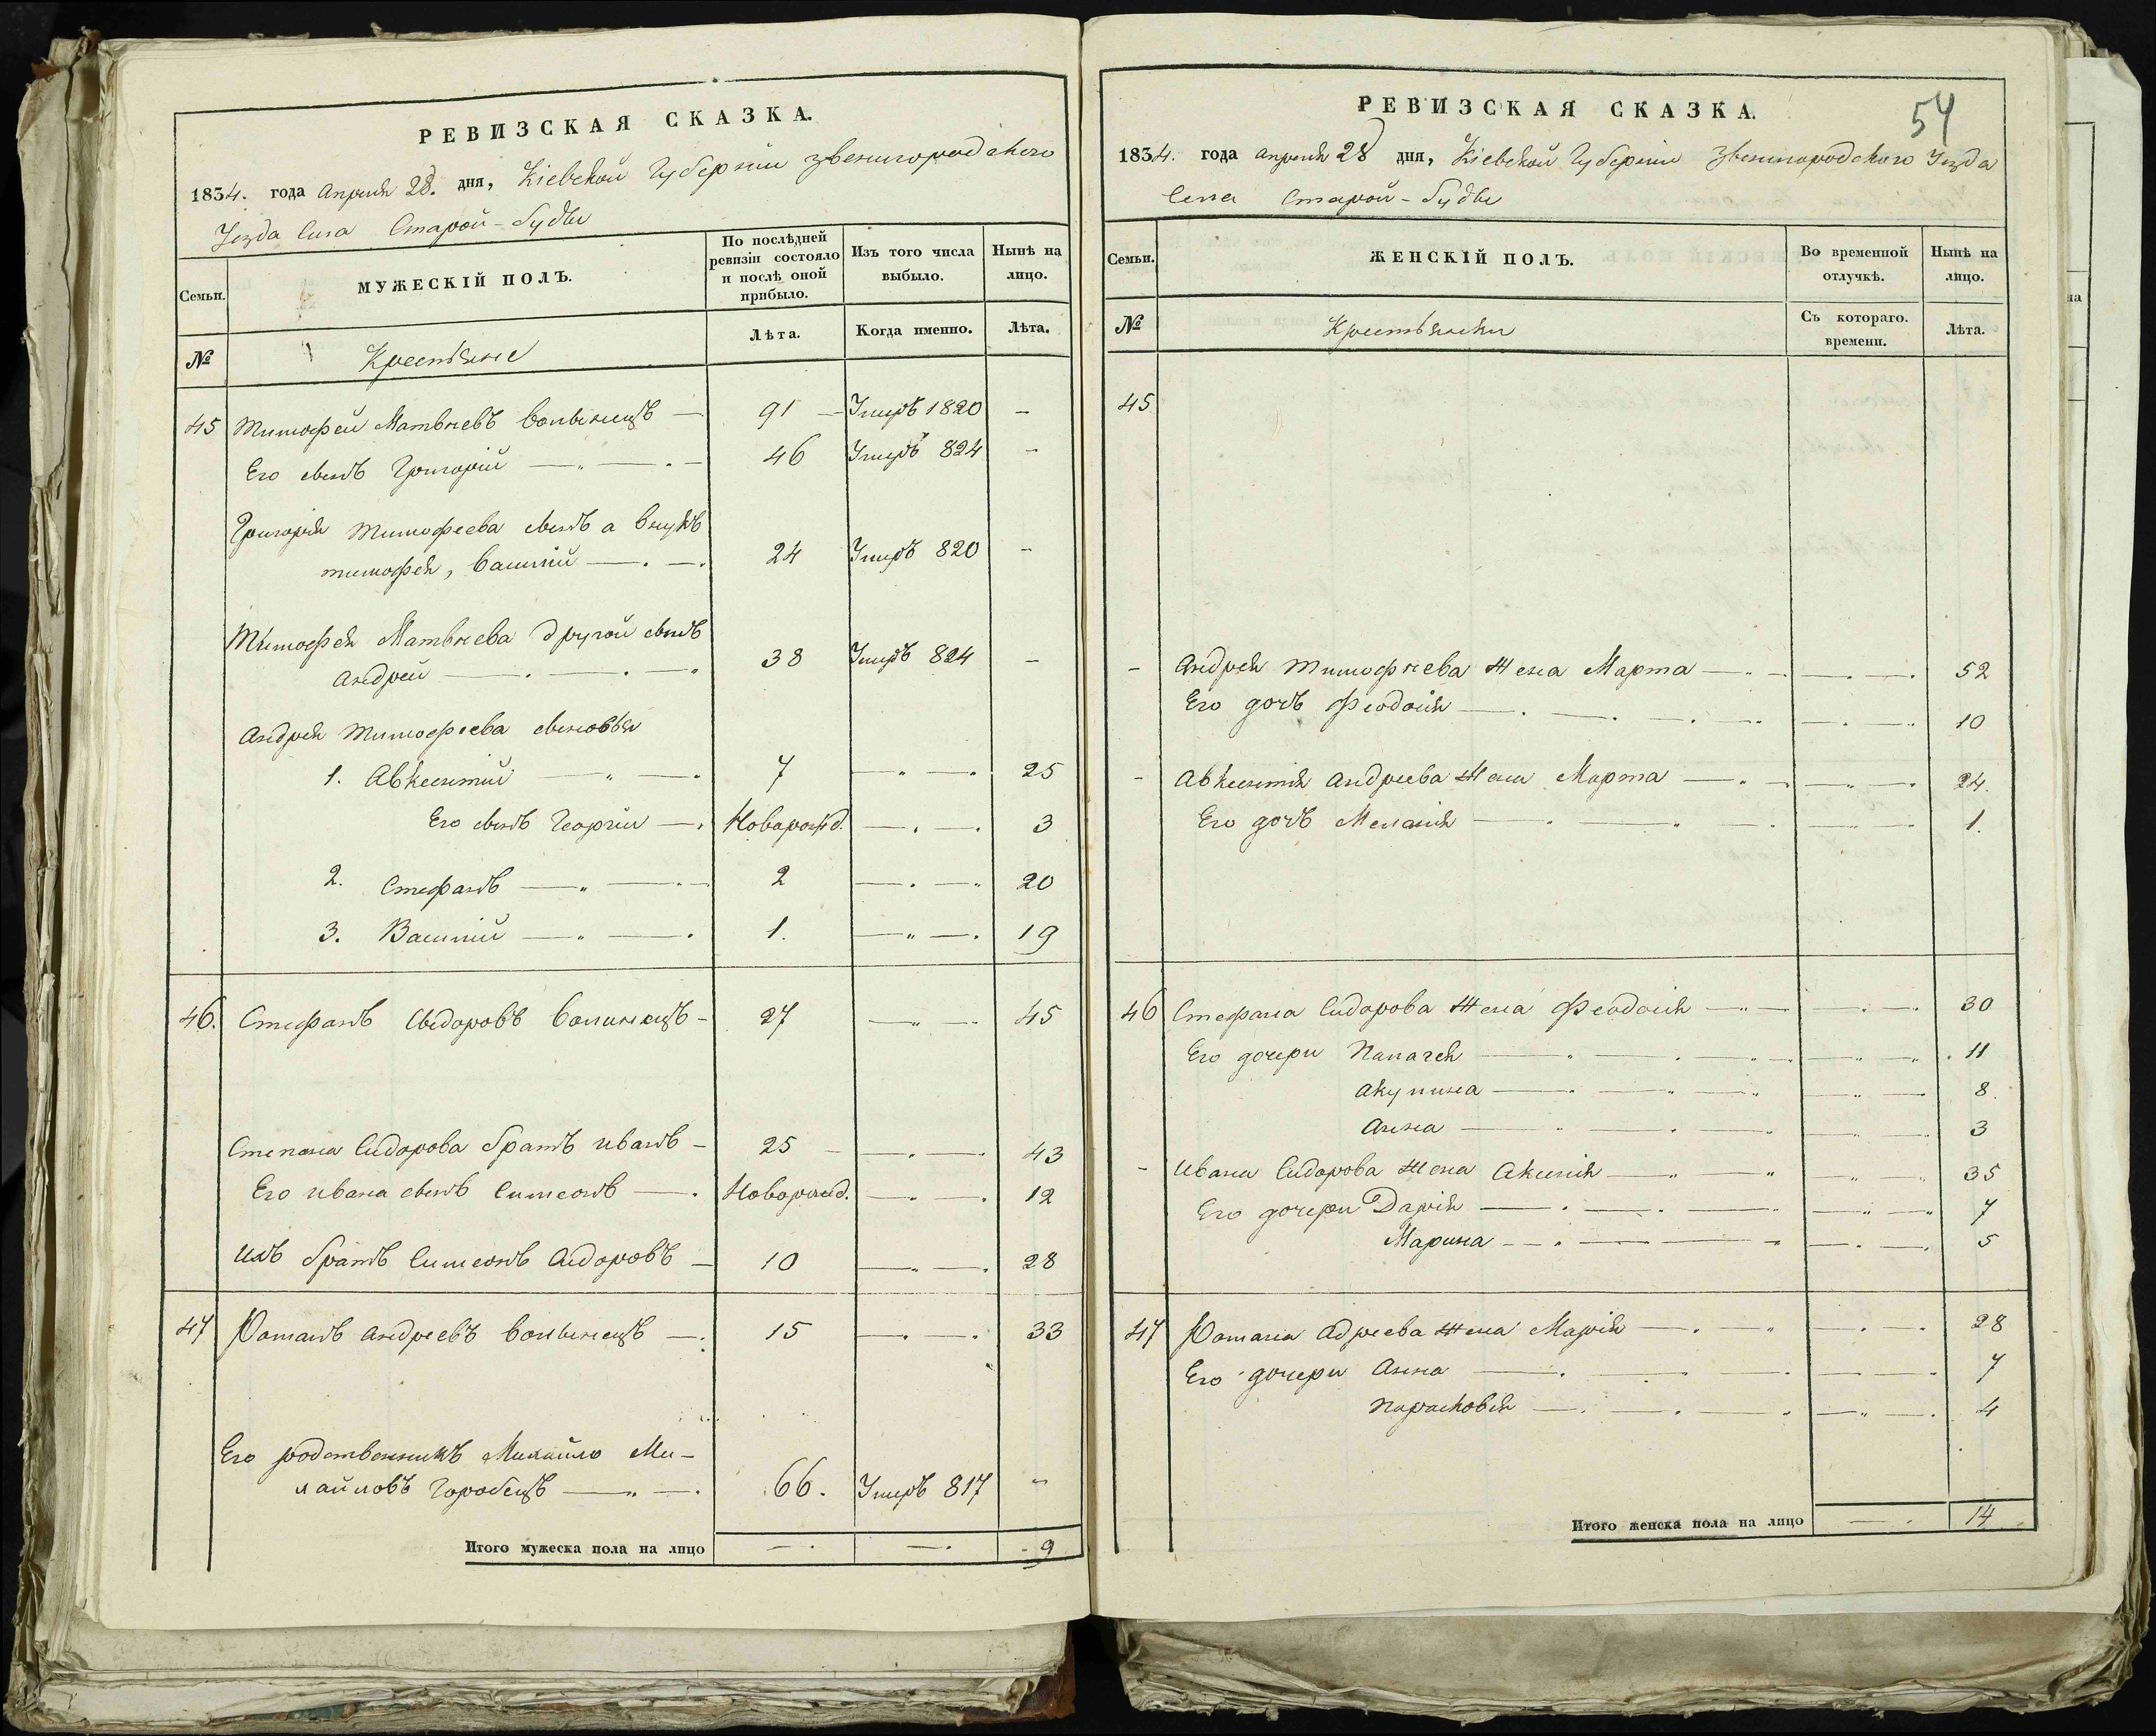 РЕВИЗСКАЯ СКАЗКА.
1834. года Апреля 28. дня, Кіевской Губерніи Звенигородского
Уезда Села Старой-буды
Семьи.
МУЖЕСКІЙ ПОЛЪ.
По послѣдней ревизіи состояло и послѣ оной прибыло.
Изъ того числа выбыло.
Нынѣ на лицо.
№
Крестьяне
Лѣта.
Когда именно.
Лѣта.
45 Тимофей Матвѣевъ Волынецъ — 91 — Умеръ 1820 —
Его сынъ Григорій — 46 Умеръ 824 —
Григорія Тимофеева сынъ а внукъ
тимофея, Василій — 24 Умеръ 820 —
Тимофея Матвѣева другой сынъ
Андрей — 38 Умеръ 824 —
Андрея Тимофеева сыновья
1. Авксентій — 7 — 25
Его сынъ Георгій — Новорожд. — 3
2. Стефанъ — 2 — 20
3. Василій — 1. — 19
46. Стефанъ Сидоровъ Волинецъ — 27 — 45
Степана Сидорова братъ Иванъ — 25 — 43
Его Ивана сынъ Симеонъ — Новорожд. — 12
Ихъ братъ Симеонъ Сидоровъ — 10 — 28
47 Романъ Андреевъ Волынецъ — 15 — 33
Его родственникъ Михайло Ми-
хайловъ Горобецъ — 66. Умеръ 817 —
Итого мужеска пола на лицо — — 9
54
РЕВИЗСКАЯ СКАЗКА.
1834. года Апреля 28 дня, Кіевской Губерніи Звенигородского Уезда
Села Старой-буды
Семьи.
ЖЕНСКІЙ ПОЛЪ.
Во временной отлучкѣ.
Нынѣ на лицо.
№
Крестьянки
Съ котораго. времени.
Лѣта.
45
— Андрея Тимофѣева жена Марта — — 52
Его дочь Феодосія — — 10
— Авксентія Андреева жена Марта — — 24.
Его дочь Меланія — — 1.
46 Стефана Сидорова жена Феодосія — — 30
Его дочери Палагея — — 11
Акулина — — 8.
Анна — — 3
— Ивана Сидорова жена Акилія — — 35
Его дочери Дарія — — 7
Марина — — 5
47 Романа Адреева жена Марія — — 28
Его дочери Анна — — 7
Парасковія — — 4
Итого женска пола на лицо — 14